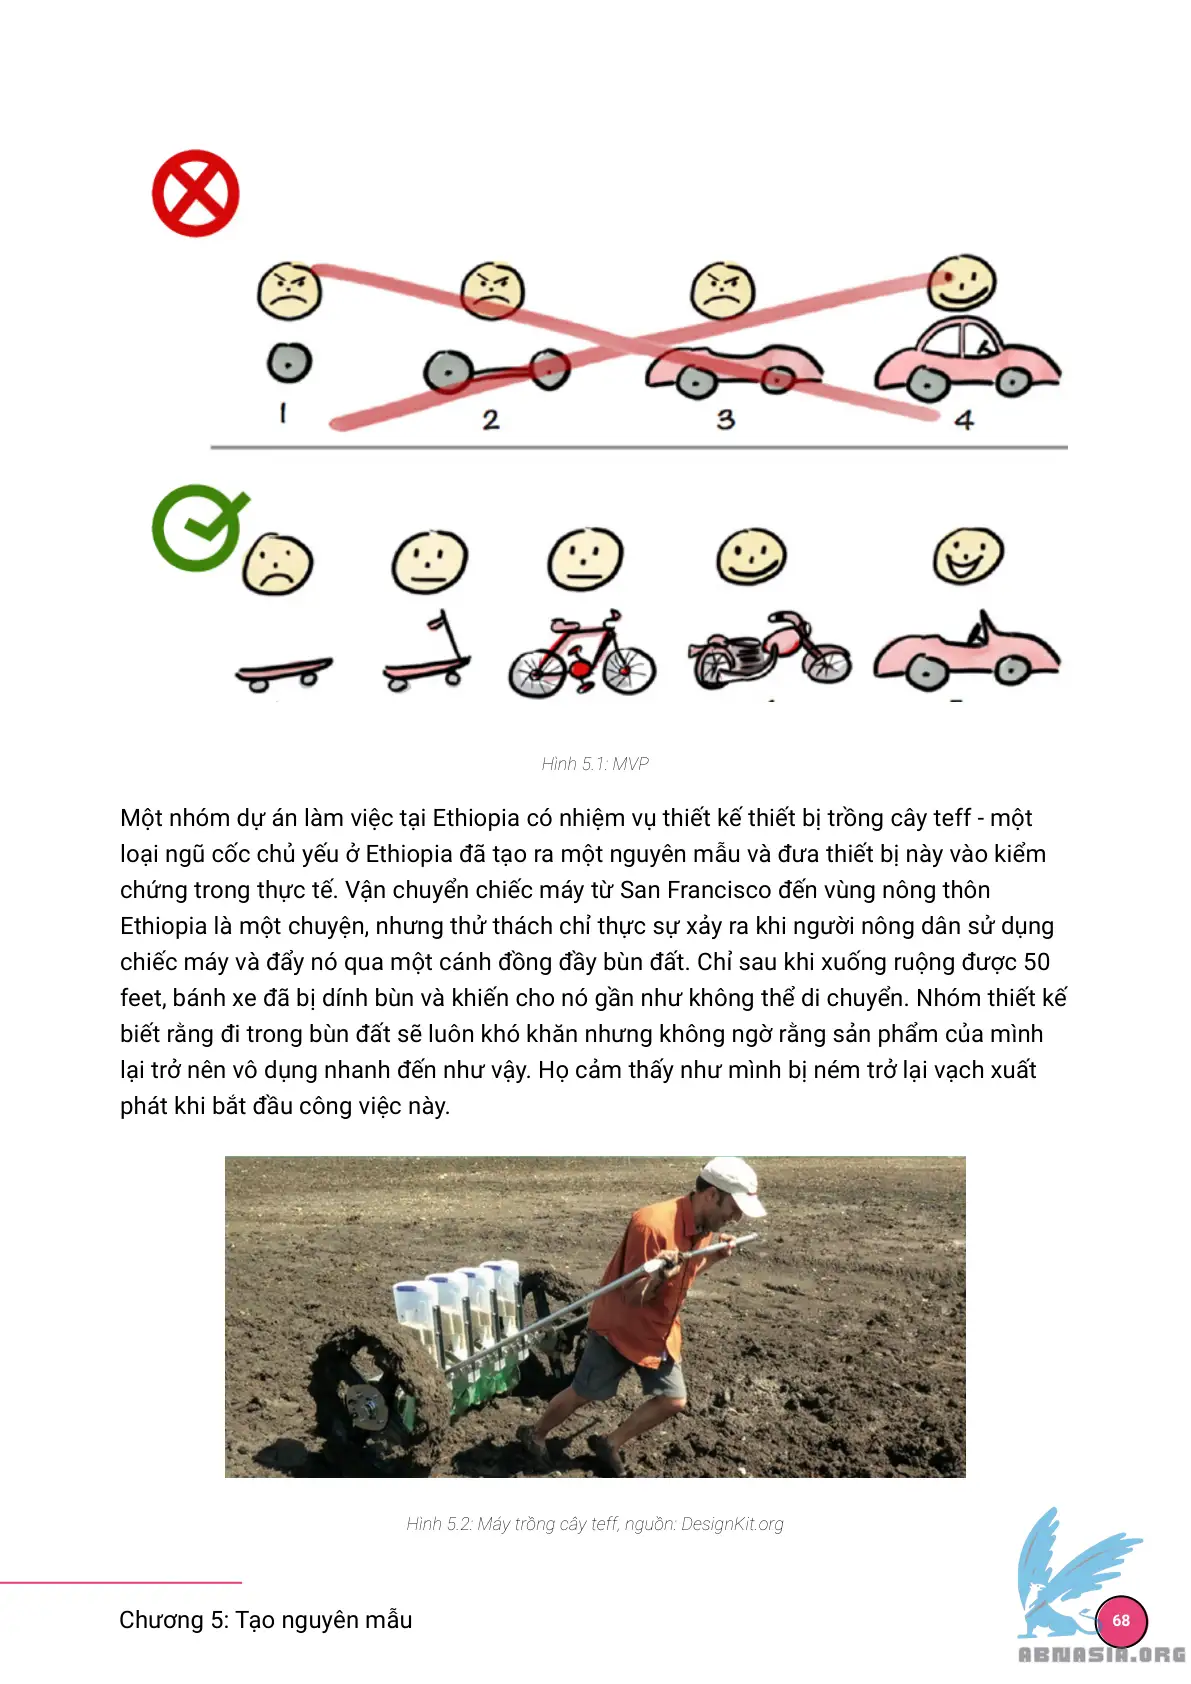 1
2
3
4
Hình 5.1: MVP
Một nhóm dự án làm việc tại Ethiopia có nhiệm vụ thiết kế thiết bị trồng cây teff - một
loại ngũ cốc chủ yếu ở Ethiopia đã tạo ra một nguyên mẫu và đưa thiết bị này vào kiểm
chứng trong thực tế. Vận chuyển chiếc máy từ San Francisco đến vùng nông thôn
Ethiopia là một chuyện, nhưng thử thách chỉ thực sự xảy ra khi người nông dân sử dụng
chiếc máy và đẩy nó qua một cánh đồng đầy bùn đất. Chỉ sau khi xuống ruộng được 50
feet, bánh xe đã bị dính bùn và khiến cho nó gần như không thể di chuyển. Nhóm thiết kế
biết rằng đi trong bùn đất sẽ luôn khó khăn nhưng không ngờ rằng sản phẩm của mình
lại trở nên vô dụng nhanh đến như vậy. Họ cảm thấy như mình bị ném trở lại vạch xuất
phát khi bắt đầu công việc này.
Hình 5.2: Máy trồng cây teff, nguồn: DesignKit.org
Chương 5: Tạo nguyên mẫu
68
ABNASIA.ORG